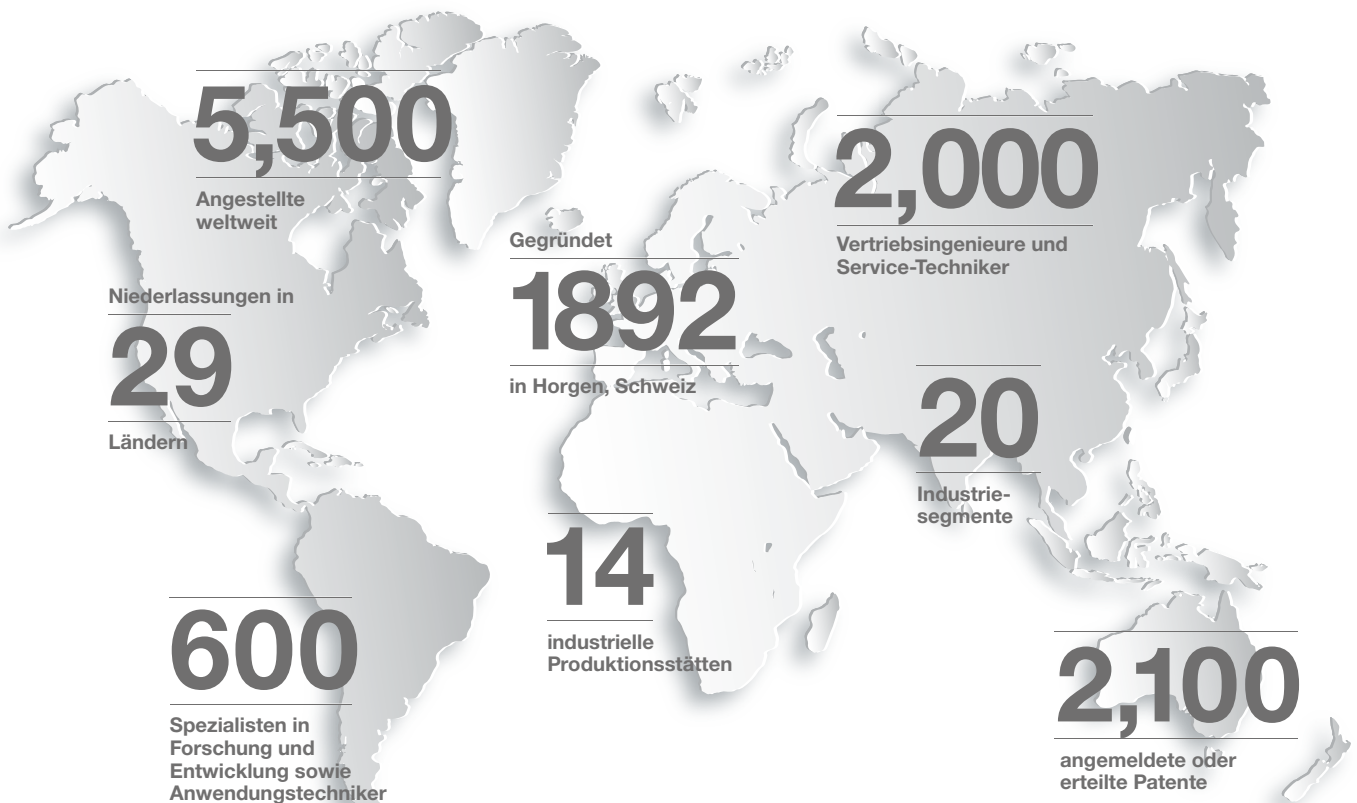 5,500
Angestellte
weltweit
2,000
Vertriebsingenieure und
Service-Techniker
Gegründet
1892
in Horgen, Schweiz
Niederlassungen in
29
Ländern
20
Industrie-
segmente
14
industrielle
Produktionsstätten
600
Spezialisten in
Forschung und
Entwicklung sowie
Anwendungstechniker
2,100
angemeldete oder
erteilte Patente